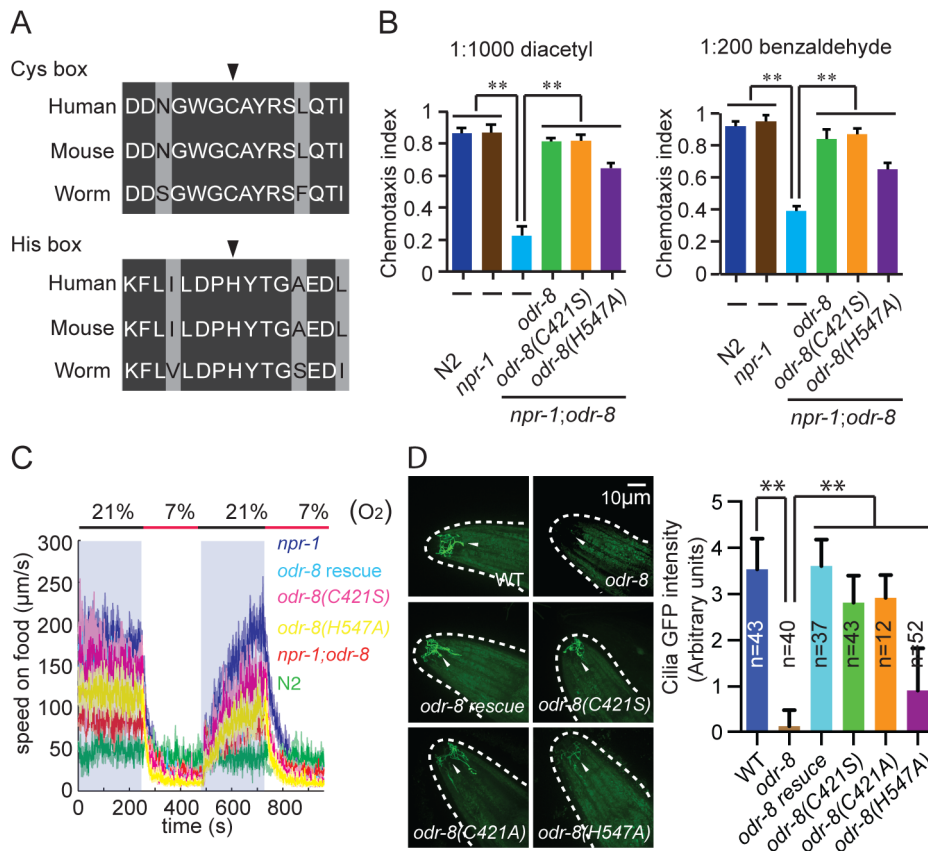 A
Cys box
Human DDNGWGCAYRSLQTI
Mouse DDNGWGCAYRSLQTI
Worm DDSGWGCAYRSFQTI
His box
Human KFLILDPHYTGAEDL
Mouse KFLILDPHYTGAEDL
Worm KFLVLDPHYTGSEDI
B
1:1000 diacetyl
** **
Chemotaxis index
1
0.8
0.6
0.4
0.2
0
N2
npr-1
odr-8
odr-8(C421S)
odr-8(H547A)
npr-1;odr-8
1:200 benzaldehyde
** **
Chemotaxis index
1
0.8
0.6
0.4
0.2
0
N2
npr-1
odr-8
odr-8(C421S)
odr-8(H547A)
npr-1;odr-8
C
21% 7% 21% 7% (O2)
speed on food (μm/s)
300
250
200
150
100
50
0
npr-1
odr-8 rescue
odr-8(C421S)
odr-8(H547A)
npr-1;odr-8
N2
0 200 400 600 800
time (s)
D
10μm
WT
odr-8
odr-8 rescue
odr-8(C421S)
odr-8(C421A)
odr-8(H547A)
** **
Cilia GFP intensity
(Arbitrary units)
5
4
3
2
1
0
n=43
n=40
n=37
n=43
n=12
n=52
WT
odr-8
odr-8 resuce
odr-8(C421S)
odr-8(C421A)
odr-8(H547A)